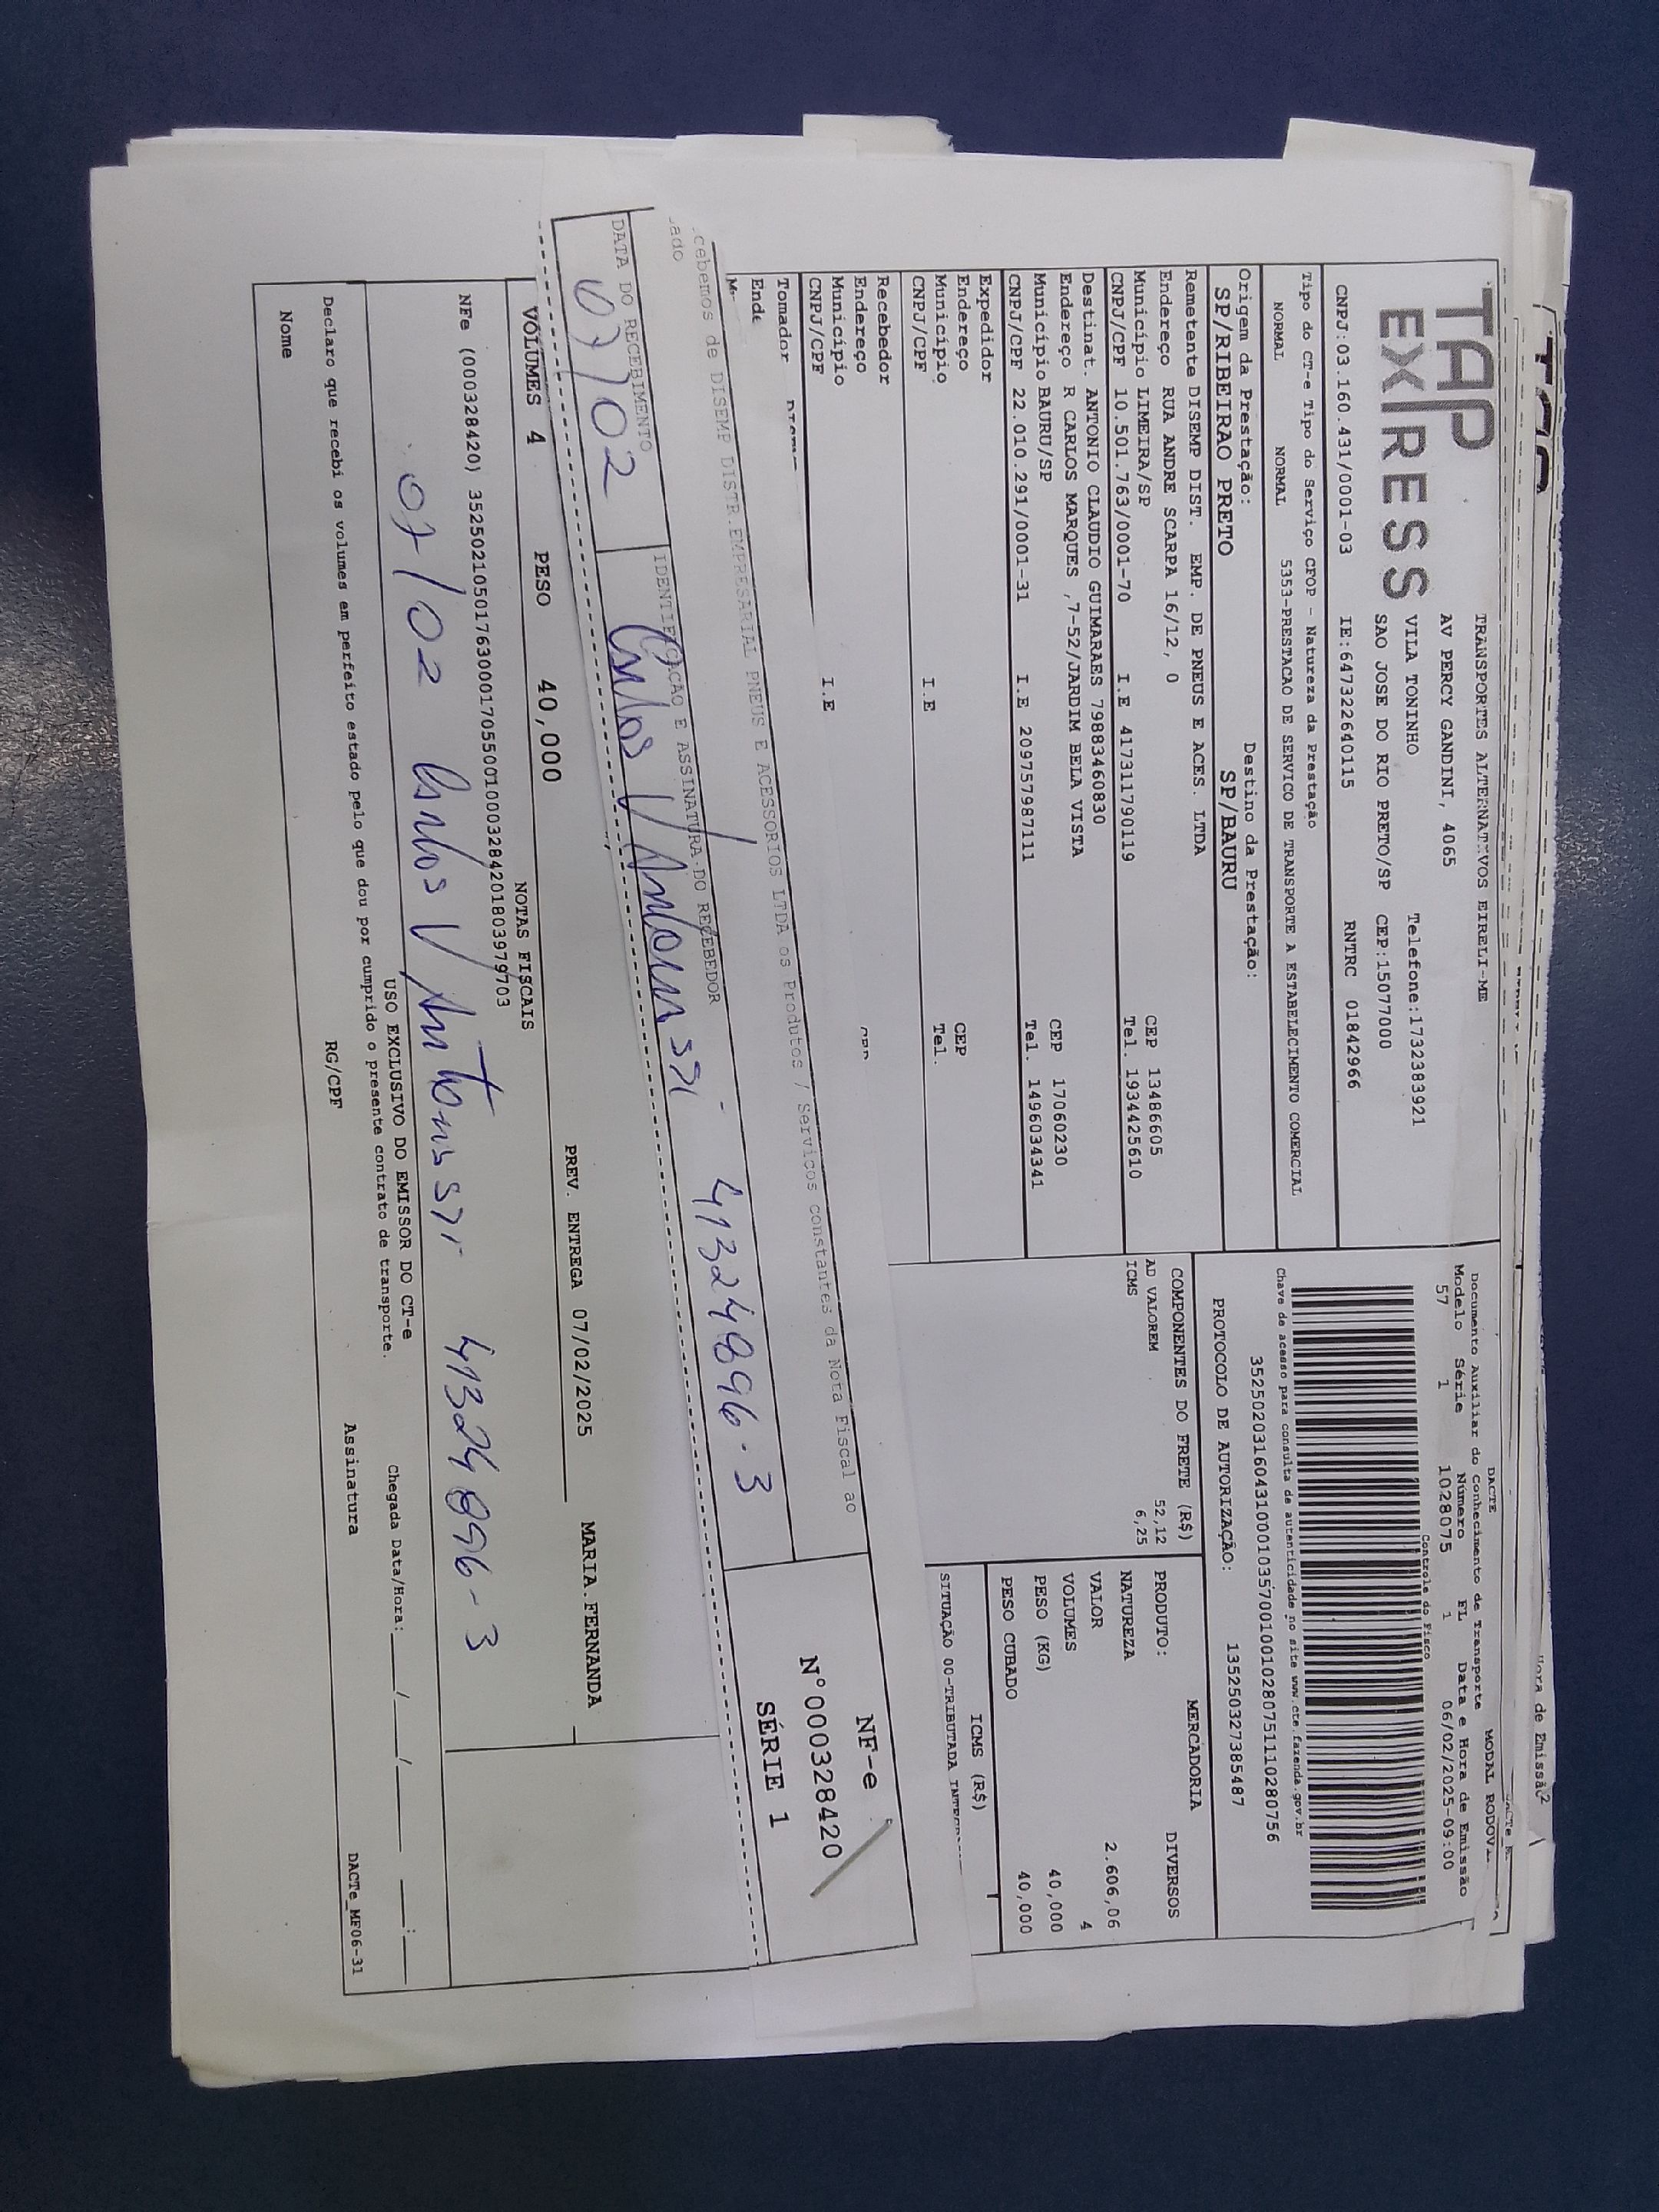 TAP
EXPRESS
TRANSPORTES ALTERNATIVOS EIRELI-ME
AV PERCY GANDINI, 4065
VILA TONINHO Telefone:1732383921
SAO JOSE DO RIO PRETO/SP CEP:15077000
CNPJ:03.160.431/0001-03 IE:647322640115 RNTRC 01842966
Tipo do CT-e Tipo do Serviço CFOP - Natureza da Prestação
NORMAL NORMAL 5353-PRESTACAO DE SERVICO DE TRANSPORTE A ESTABELECIMENTO COMERCIAL
Origem da Prestação: Destino da Prestação:
SP/RIBEIRAO PRETO SP/BAURU
Remetente DISEMP DIST. EMP. DE PNEUS E ACES. LTDA
Endereço RUA ANDRE SCARPA 16/12, 0 CEP 13486605
Município LIMEIRA/SP Tel. 1934425610
CNPJ/CPF 10.501.763/0001-70 I.E 417311790119
Destinat. ANTONIO CLAUDIO GUIMARAES 79883460830
Endereço R CARLOS MARQUES ,7-52/JARDIM BELA VISTA CEP 17060230
Município BAURU/SP Tel. 1496034341
CNPJ/CPF 22.010.291/0001-31 I.E 209757987111
Expedidor
Endereço CEP
Município Tel.
CNPJ/CPF I.E
Recebedor
Endereço
Município
CNPJ/CPF I.E
Tomador
DACTE
Documento Auxiliar do Conhecimento de Transporte
Modelo Série Número FL Data e Hora de Emissão
57 1 1028075 1 06/02/2025-09:00
Controle do Fisco
Chave de acesso para consulta de autenticidade no site www.cte.fazenda.gov.br
35250203160431000103570010010280751110280756
PROTOCOLO DE AUTORIZAÇÃO: 135250327385487
COMPONENTES DO FRETE (R$)
AD VALOREM 52,12
ICMS 6,25
MERCADORIA
PRODUTO: DIVERSOS
NATUREZA
VALOR 2.606,06
VOLUMES 4
PESO (KG) 40,000
PESO CUBADO 40,000
ICMS (R$)
SITUAÇÃO 00-TRIBUTADA
cebemos de DISEMP DISTR.EMPRESARIAL PNEUS E ACESSORIOS LTDA os Produtos / Serviços constantes da Nota Fiscal ao
lado
DATA DO RECEBIMENTO
07/02
IDENTIFICAÇÃO E ASSINATURA DO RECEBEDOR
Carlos V Antoniassi - 41324896-3
NF-e
N°000328420
SÉRIE 1
VOLUMES 4 PESO 40,000 PREV. ENTREGA 07/02/2025 MARIA.FERNANDA
NOTAS FISCAIS
NFe (000328420) 35250210501763000170550010003284201803979703
07/02 Carlos V Antoniassi 41324896-3
USO EXCLUSIVO DO EMISSOR DO CT-e
Declaro que recebi os volumes em perfeito estado pelo que dou por cumprido o presente contrato de transporte.
Chegada Data/Hora: ___/___/___ __:__
Nome RG/CPF Assinatura
DACTe_MF06-31